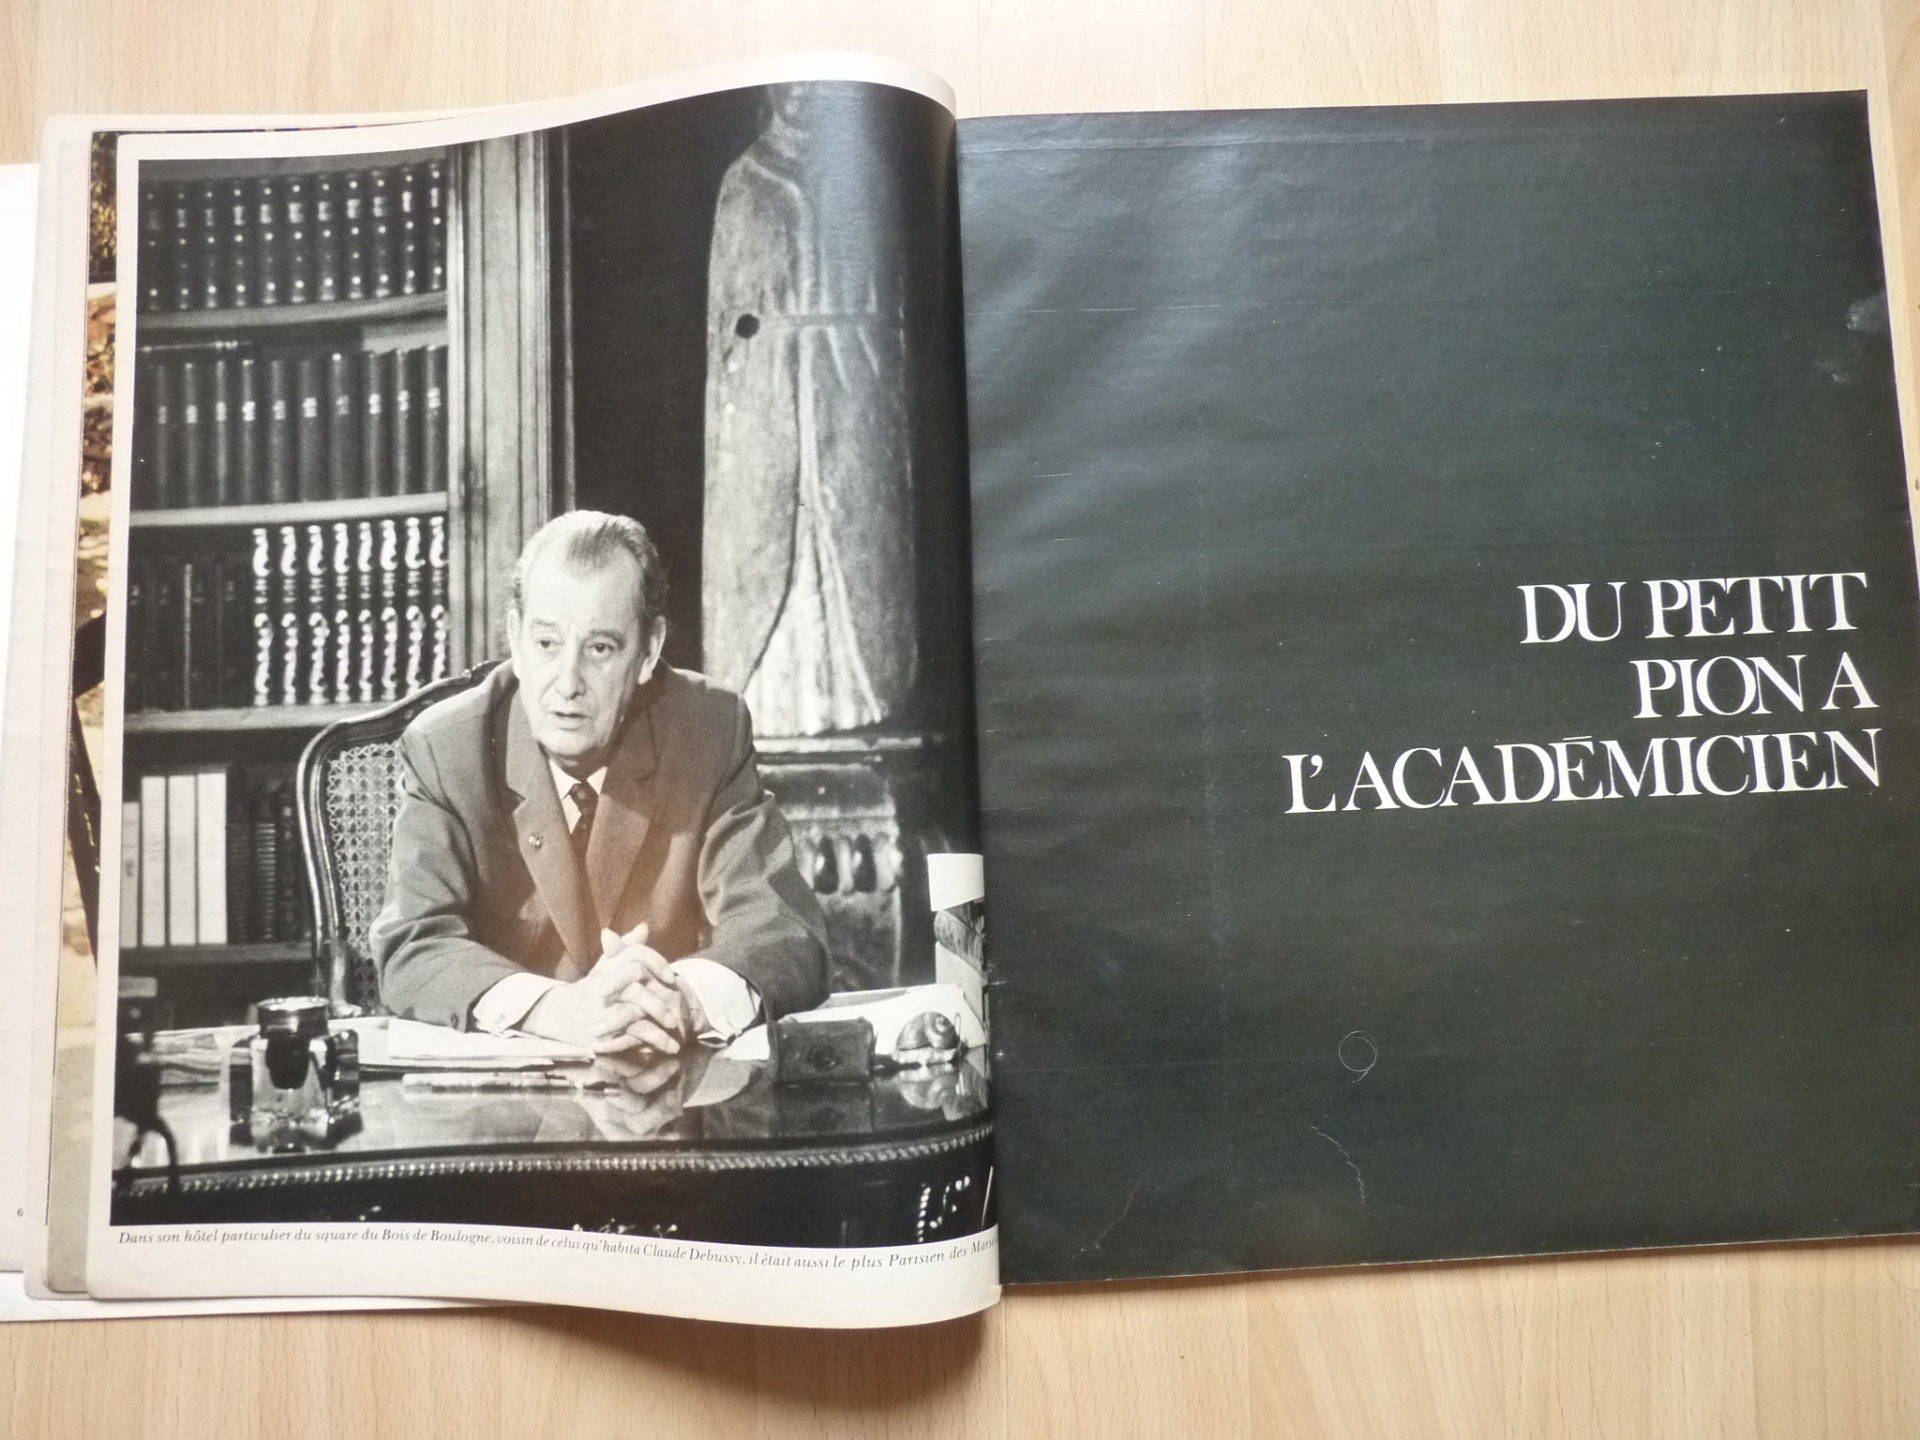 Dans son hôtel particulier du square du Bois de Boulogne, voisin de celui qu'habita Claude Debussy, il était aussi le plus Parisien des
DU PETIT
PION A
L'ACADÉMICIEN
6